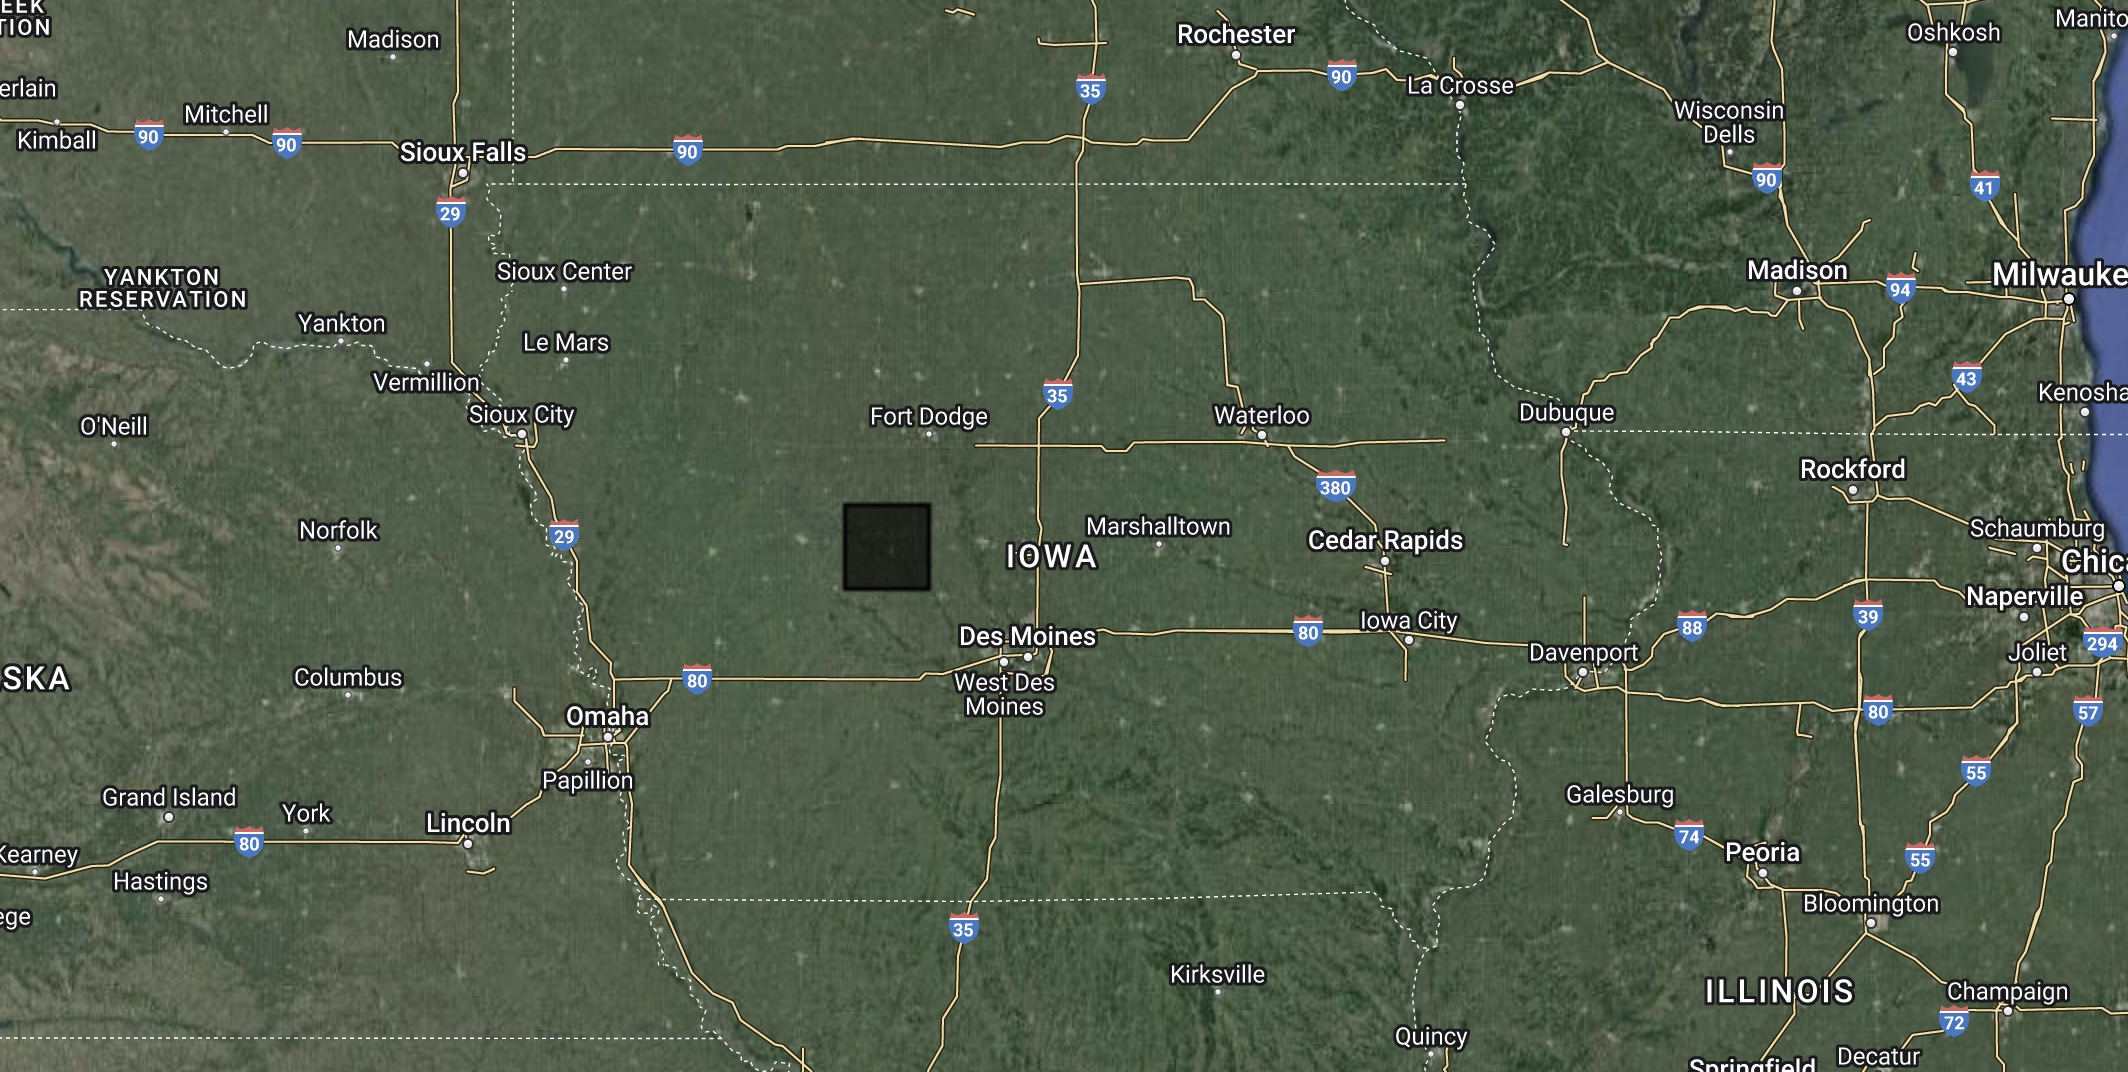 EEK
TION
Madison
Rochester
Oshkosh
Manito
erlain
Kimball
90
Mitchell
90
Sioux Falls
90
35
90
La Crosse
Wisconsin
Dells
90
41
29
YANKTON
RESERVATION
Sioux Center
Madison
94
Milwauke
Yankton
Le Mars
Vermillion
35
43
Kenosha
O'Neill
Sioux City
Fort Dodge
Waterloo
Dubuque
380
Rockford
Norfolk
29
IOWA
Marshalltown
Cedar Rapids
Schaumburg
Chic
Naperville
Des Moines
80
Iowa City
88
39
294
Joliet
SKA
Columbus
80
West Des
Moines
Davenport
80
57
Omaha
Papillion
55
Grand Island
York
Lincoln
Galesburg
74
Peoria
55
Kearney
80
Hastings
Bloomington
ege
35
Kirksville
ILLINOIS
Champaign
72
Quincy
Springfield
Decatur